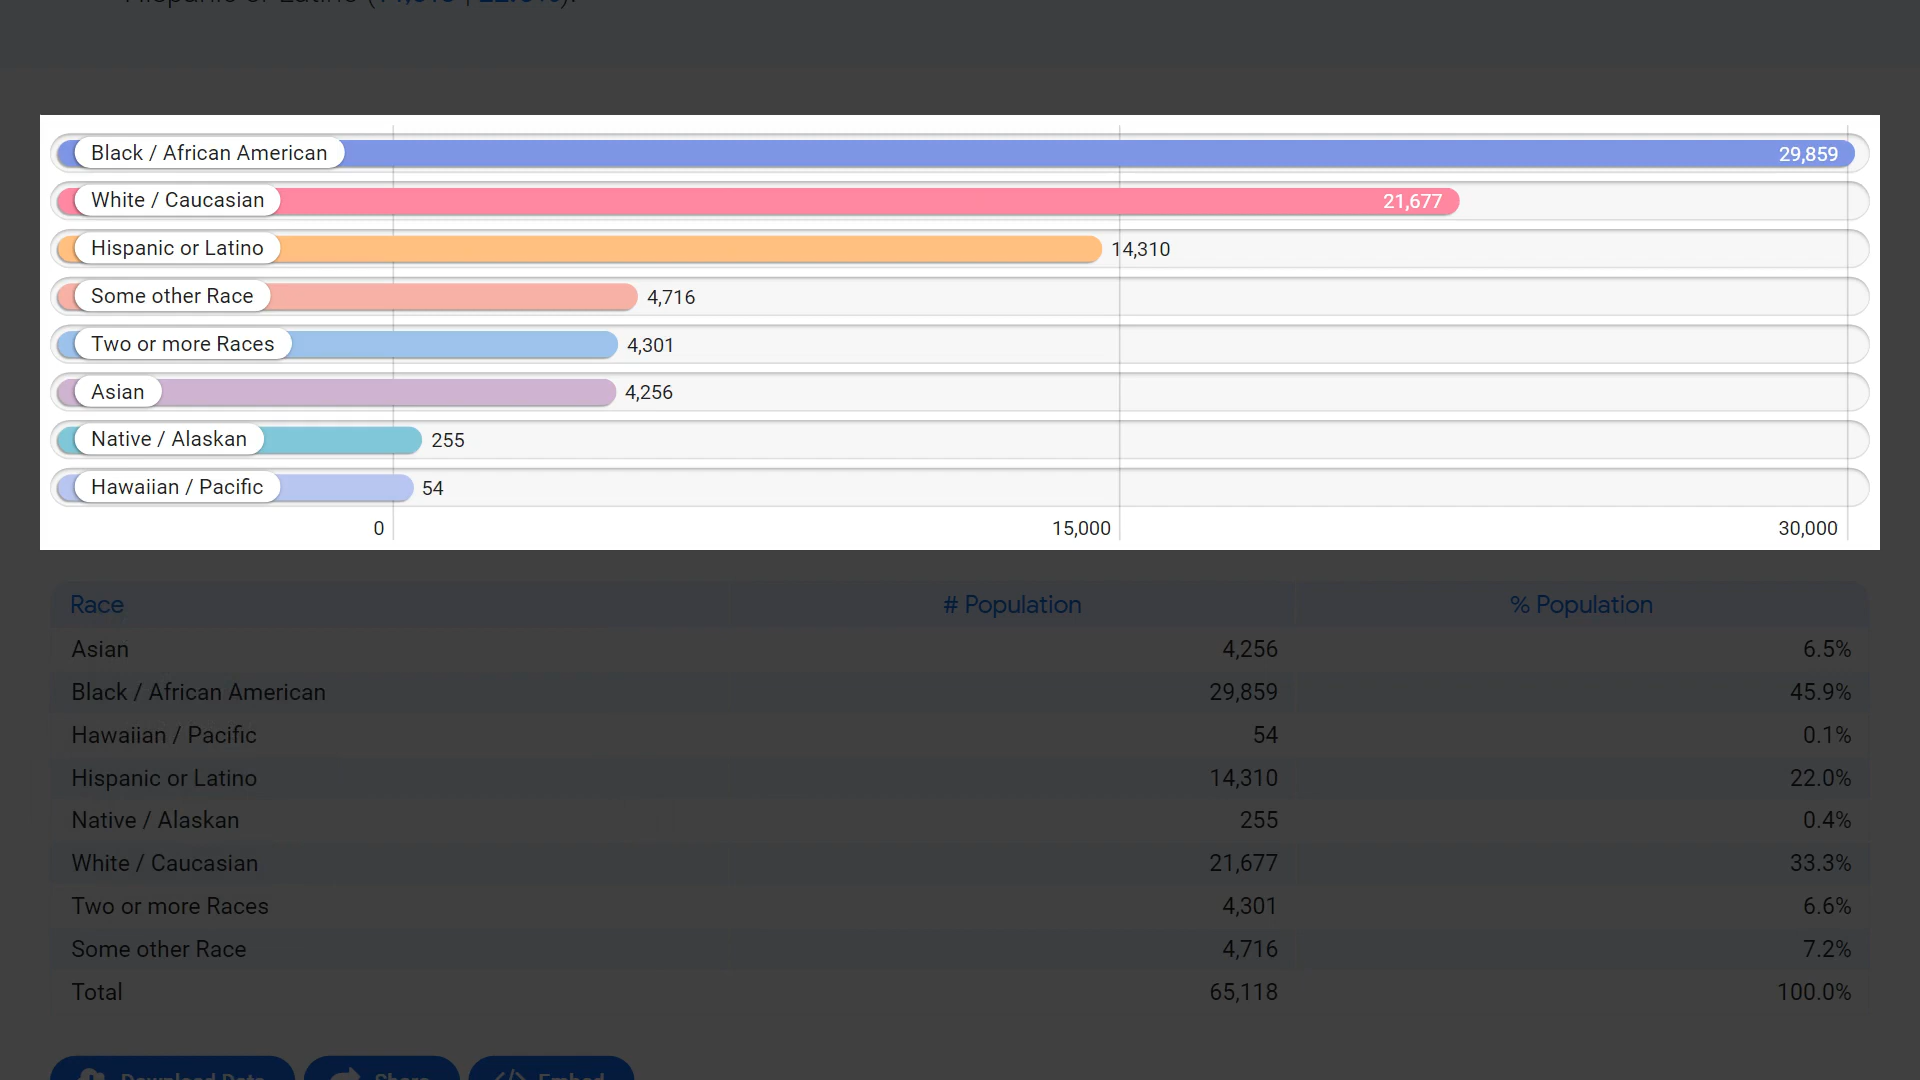 Black / African American 29,859
White / Caucasian 21,677
Hispanic or Latino 14,310
Some other Race 4,716
Two or more Races 4,301
Asian 4,256
Native / Alaskan 255
Hawaiian / Pacific 54
0 15,000 30,000
Race # Population % Population
Asian 4,256 6.5%
Black / African American 29,859 45.9%
Hawaiian / Pacific 54 0.1%
Hispanic or Latino 14,310 22.0%
Native / Alaskan 255 0.4%
White / Caucasian 21,677 33.3%
Two or more Races 4,301 6.6%
Some other Race 4,716 7.2%
Total 65,118 100.0%
Download Data Share Embed